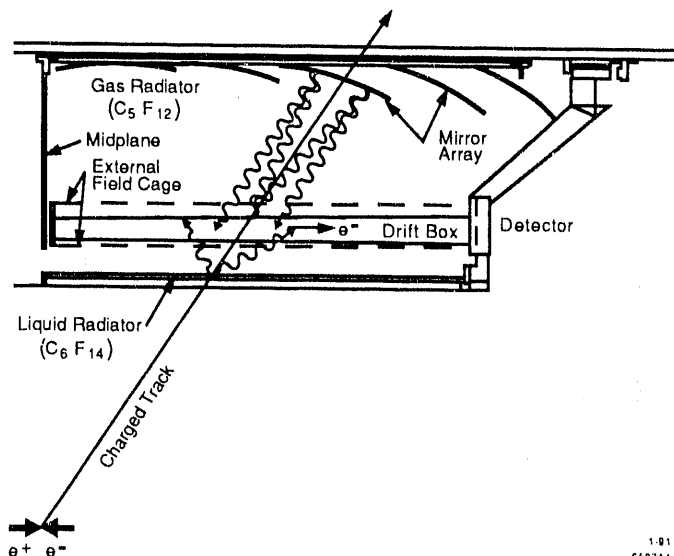 Gas Radiator
(C5 F12)
Midplane
External
Field Cage
Mirror
Array
e-
Drift Box
Detector
Liquid Radiator
(C6 F14)
Charged Track
e+ e-
1-91